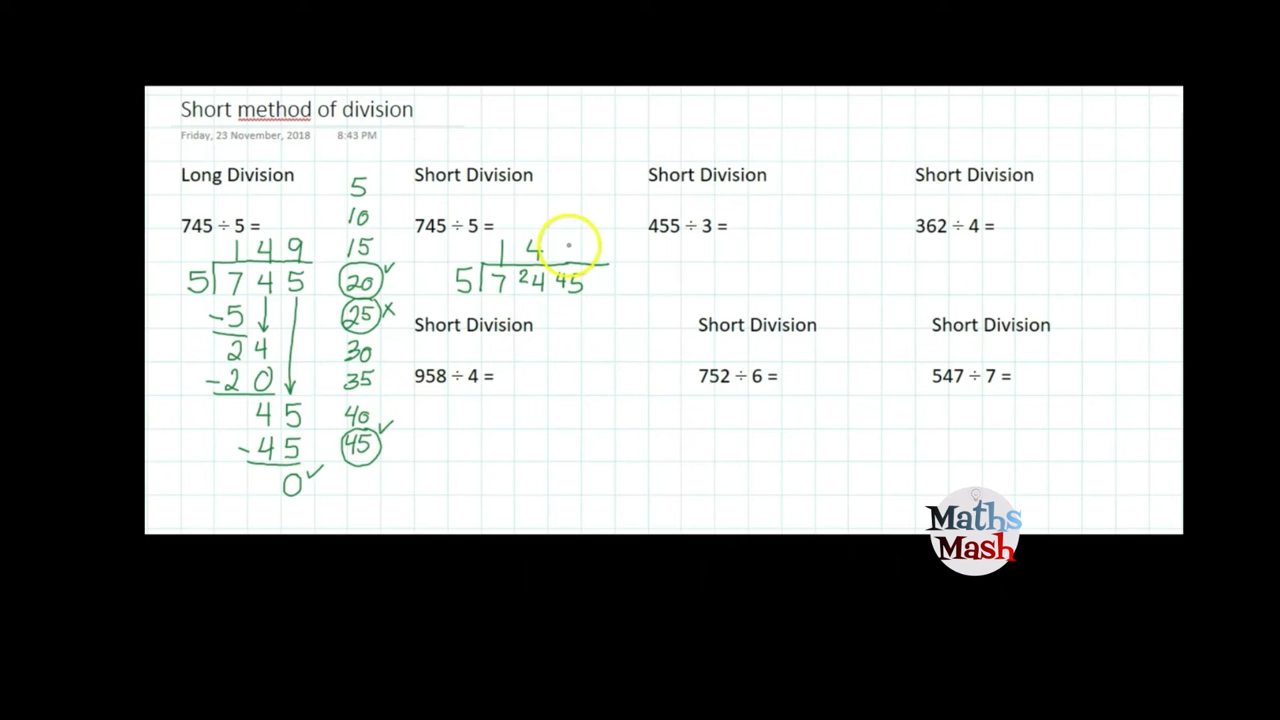 Short method of division
Friday, 23 November, 2018 8:43 PM
Long Division
745 ÷ 5 =
1 4 9
5 7 4 5
-5
2 4
-2 0
4 5
-4 5
0 ✓
5
10
15
20 ✓
25 x
30
35
40
45 ✓
Short Division
745 ÷ 5 =
1 4
5 7 24 45
Short Division
455 ÷ 3 =
Short Division
362 ÷ 4 =
Short Division
958 ÷ 4 =
Short Division
752 ÷ 6 =
Short Division
547 ÷ 7 =
Maths
Mash